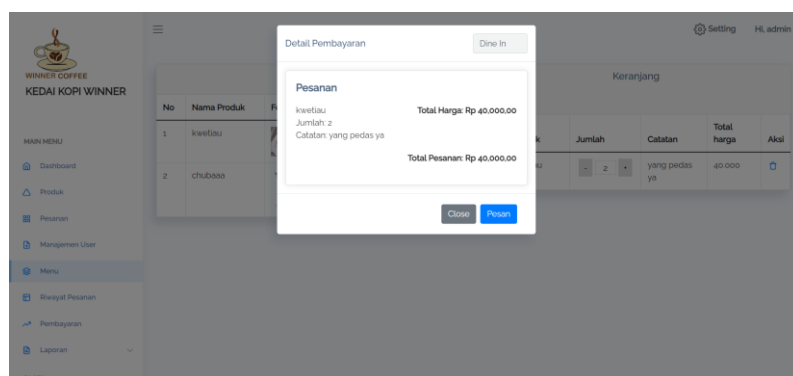 WINNER COFFEE
KEDAI KOPI WINNER
MAIN MENU
Dashboard
Produk
Pesanan
Manajemen User
Menu
Riwayat Pesanan
Pembayaran
Laporan
Setting
Hi, admin
No
Nama Produk
1
kwetiau
2
chubaaa
Detail Pembayaran
Dine In
Pesanan
kwetiau
Total Harga: Rp 40.000,00
Jumlah: 2
Catatan: yang pedas ya
Total Pesanan: Rp 40.000,00
Close
Pesan
Keranjang
Jumlah
Catatan
Total
harga
Aksi
- 2 +
yang pedas
ya
40.000